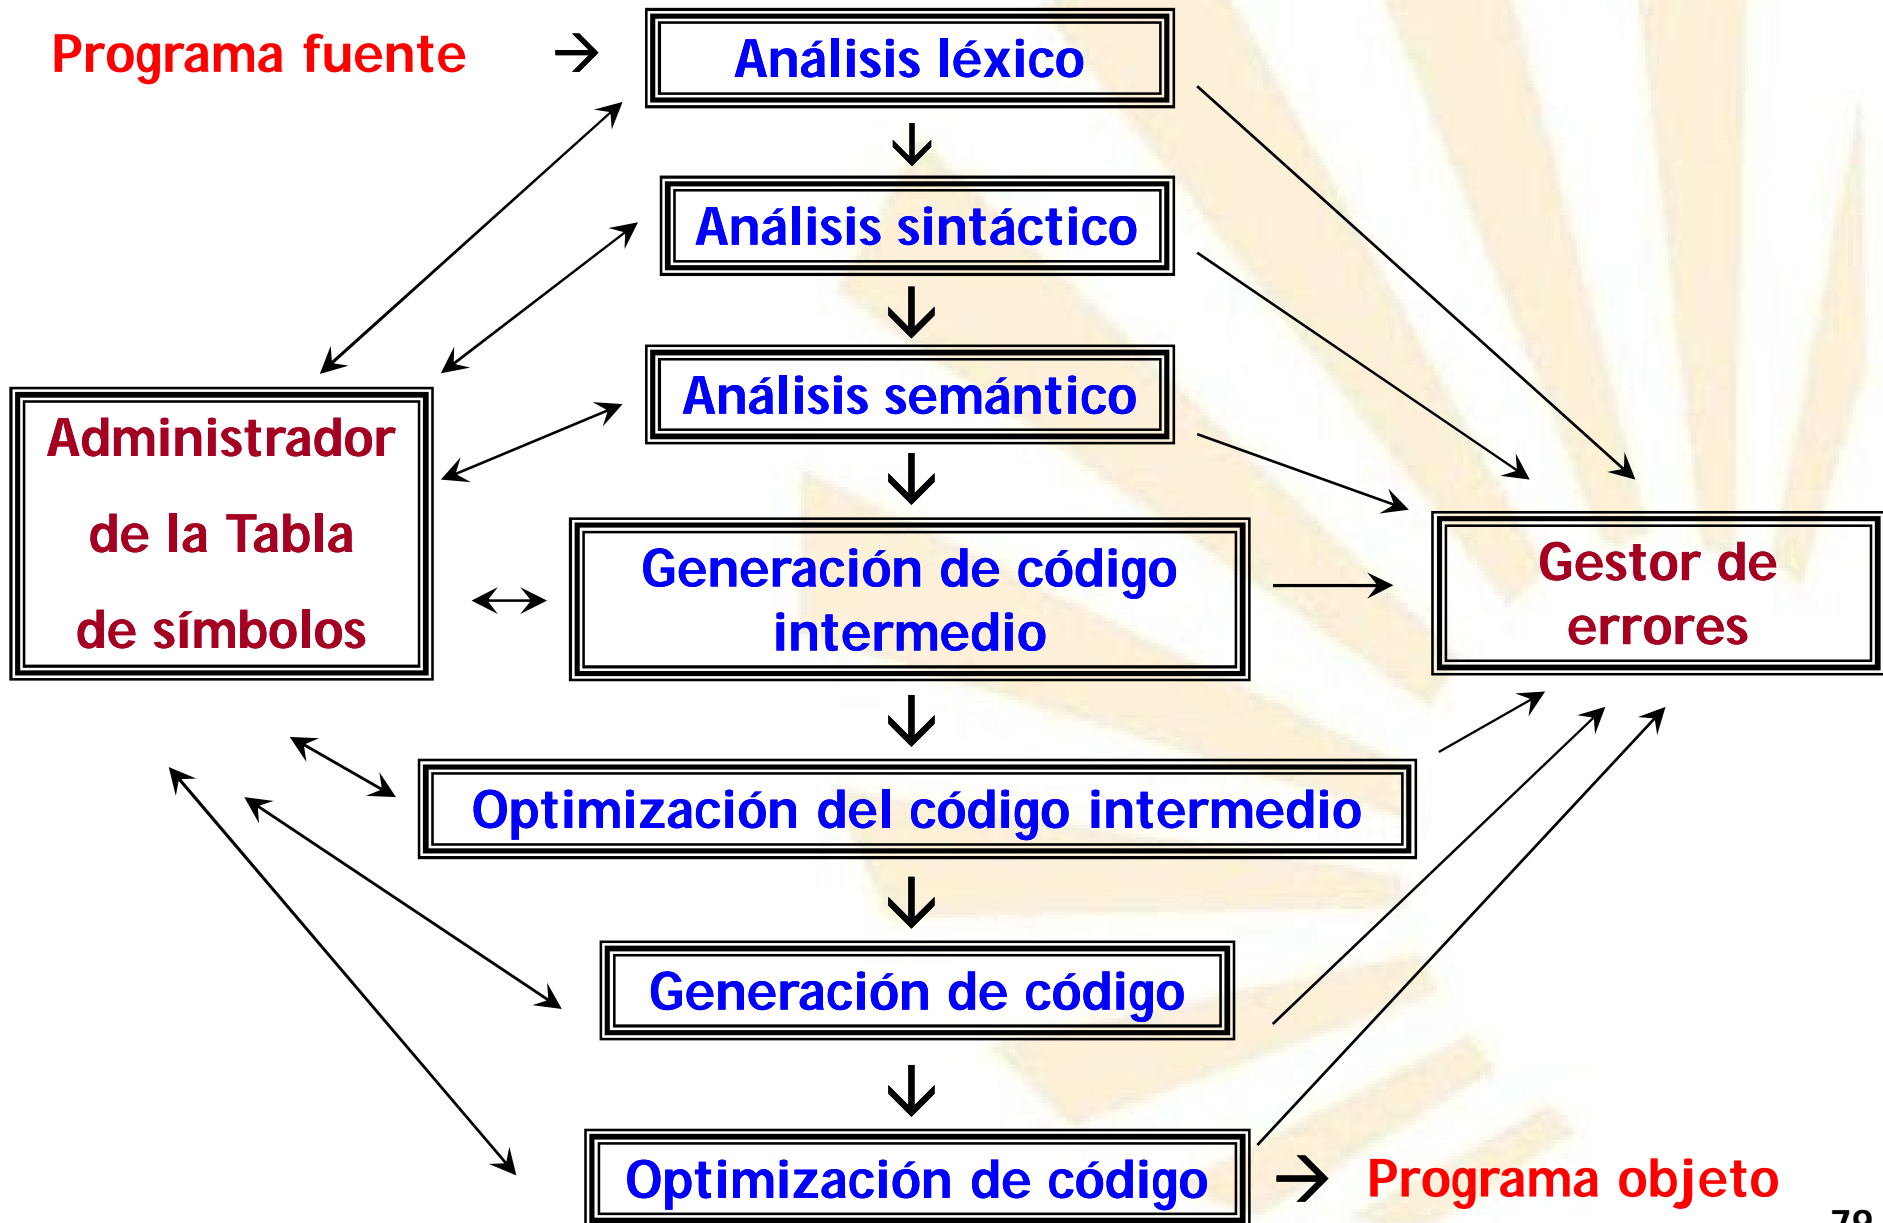 Programa fuente → Análisis léxico
Análisis sintáctico
Análisis semántico
Administrador
de la Tabla
de símbolos
Generación de código
intermedio
Gestor de
errores
Optimización del código intermedio
Generación de código
Optimización de código → Programa objeto